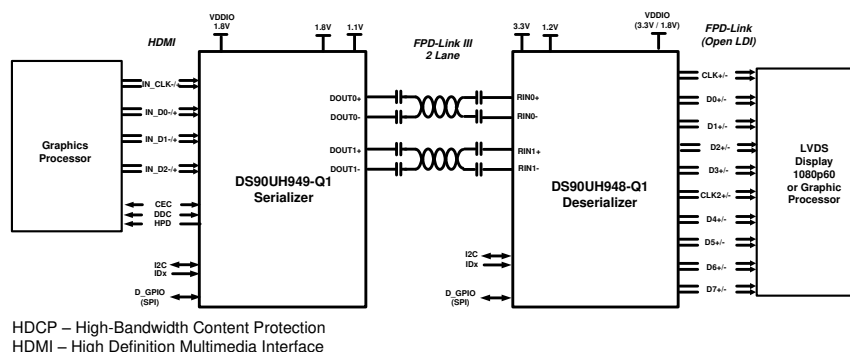 VDDIO
1.8V
1.8V
1.1V
3.3V
1.2V
VDDIO
(3.3V / 1.8V)
HDMI
FPD-Link III
2 Lane
FPD-Link
(Open LDI)
Graphics
Processor
IN_CLK-/+
IN_D0-/+
IN_D1-/+
IN_D2-/+
CEC
DDC
HPD
I2C
IDx
D_GPIO
(SPI)
DS90UH949-Q1
Serializer
DOUT0+
DOUT0-
DOUT1+
DOUT1-
RIN0+
RIN0-
RIN1+
RIN1-
DS90UH948-Q1
Deserializer
I2C
IDx
D_GPIO
(SPI)
CLK+/-
D0+/-
D1+/-
D2+/-
D3+/-
CLK2+/-
D4+/-
D5+/-
D6+/-
D7+/-
LVDS
Display
1080p60
or Graphic
Processor
HDCP – High-Bandwidth Content Protection
HDMI – High Definition Multimedia Interface